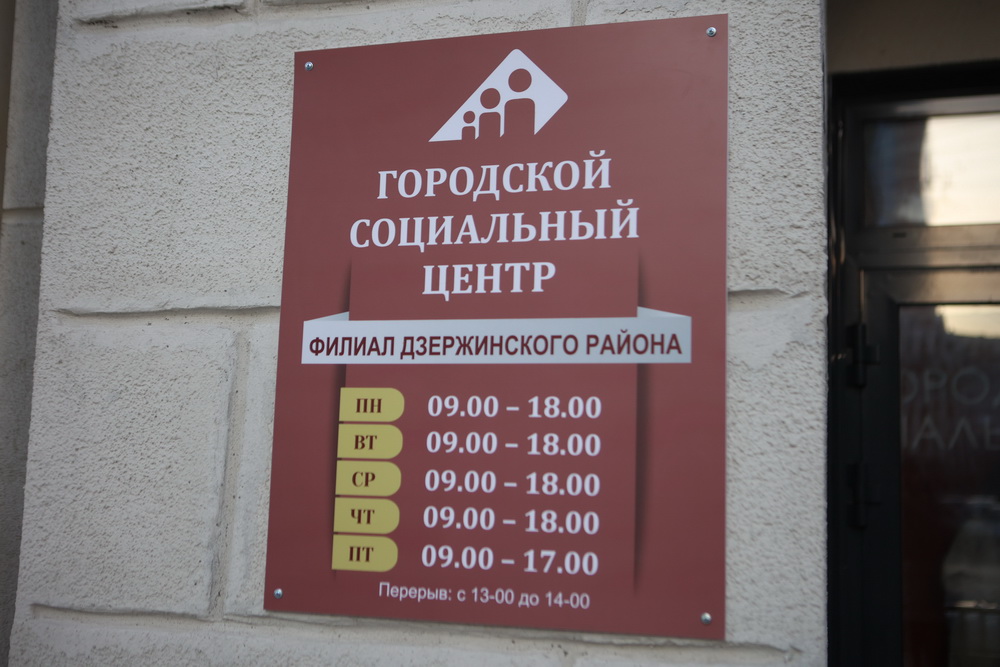 ГОРОДСКОЙ
СОЦИАЛЬНЫЙ
ЦЕНТР
ФИЛИАЛ ДЗЕРЖИНСКОГО РАЙОНА
ПН 09.00 – 18.00
ВТ 09.00 – 18.00
СР 09.00 – 18.00
ЧТ 09.00 – 18.00
ПТ 09.00 – 17.00
Перерыв: с 13-00 до 14-00